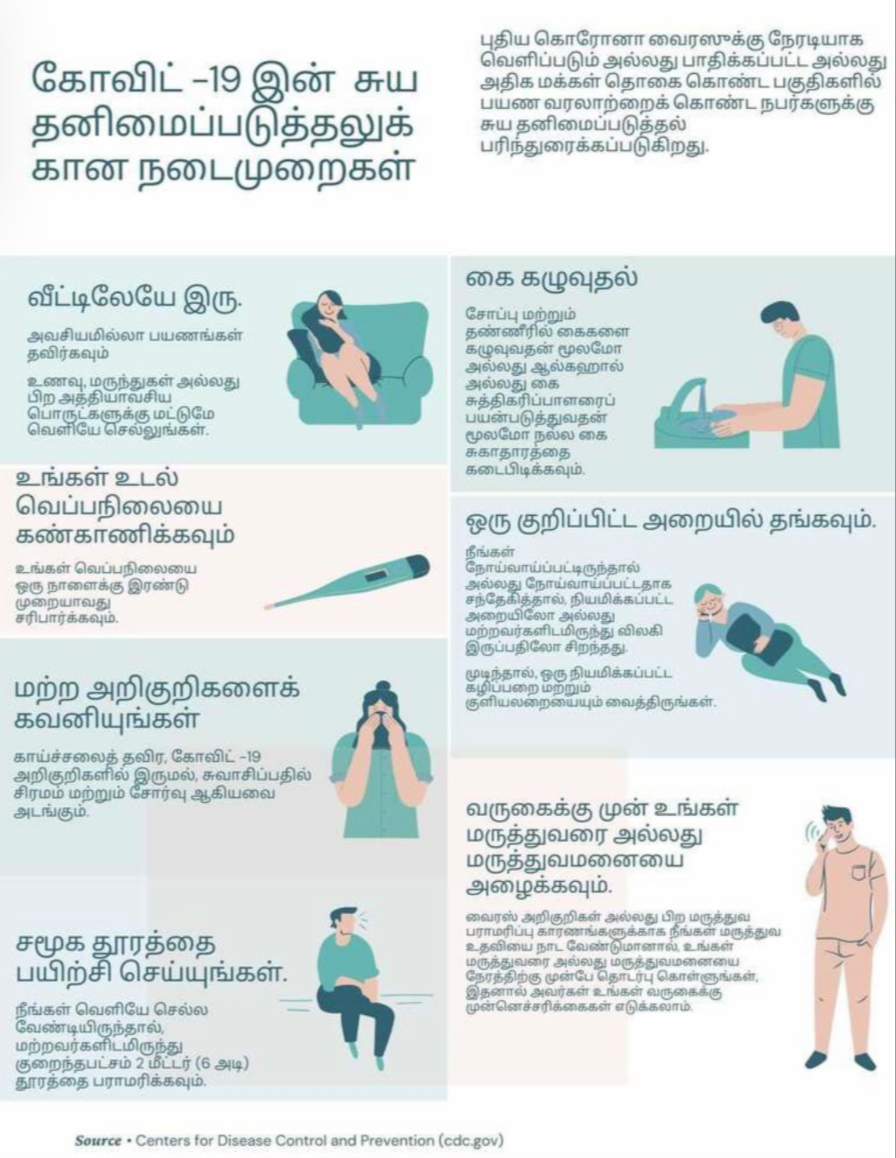 கோவிட் -19 இன் சுய
தனிமைப்படுத்தலுக்
கான நடைமுறைகள்
புதிய கொரோனா வைரஸுக்கு நேரடியாக
வெளிப்படும் அல்லது பாதிக்கப்பட்ட அல்லது
அதிக மக்கள் தொகை கொண்ட பகுதிகளில்
பயண வரலாற்றைக் கொண்ட நபர்களுக்கு
சுய தனிமைப்படுத்தல்
பரிந்துரைக்கப்படுகிறது.
வீட்டிலேயே இரு.
அவசியமில்லா பயணங்கள்
தவிர்கவும்
உணவு, மருந்துகள் அல்லது
பிற அத்தியாவசிய
பொருட்களுக்கு மட்டுமே
வெளியே செல்லுங்கள்.
கை கழுவுதல்
சோப்பு மற்றும்
தண்ணீரில் கைகளை
கழுவுவதன் மூலமோ
அல்லது ஆல்கஹால்
அல்லது கை
சுத்திகரிப்பாளரைப்
பயன்படுத்துவதன்
மூலமோ நல்ல கை
சுகாதாரத்தை
கடைபிடிக்கவும்.
உங்கள் உடல்
வெப்பநிலையை
கண்காணிக்கவும்
உங்கள் வெப்பநிலையை
ஒரு நாளைக்கு இரண்டு
முறையாவது
சரிபார்க்கவும்.
ஒரு குறிப்பிட்ட அறையில் தங்கவும்.
நீங்கள்
நோய்வாய்ப்பட்டிருந்தால்
அல்லது நோய்வாய்ப்பட்டதாக
சந்தேகித்தால், நியமிக்கப்பட்ட
அறையிலோ அல்லது
மற்றவர்களிடமிருந்து விலகி
இருப்பதிலோ சிறந்தது.
முடிந்தால், ஒரு நியமிக்கப்பட்ட
கழிப்பறை மற்றும்
குளியலறையையும் வைத்திருங்கள்.
மற்ற அறிகுறிகளைக்
கவனியுங்கள்
காய்ச்சலைத் தவிர, கோவிட் -19
அறிகுறிகளில் இருமல், சுவாசிப்பதில்
சிரமம் மற்றும் சோர்வு ஆகியவை
அடங்கும்.
வருகைக்கு முன் உங்கள்
மருத்துவரை அல்லது
மருத்துவமனையை
அழைக்கவும்.
வைரஸ் அறிகுறிகள் அல்லது பிற மருத்துவ
பராமரிப்பு காரணங்களுக்காக நீங்கள் மருத்துவ
உதவியை நாட வேண்டுமானால், உங்கள்
மருத்துவரை அல்லது மருத்துவமனையை
நேரத்திற்கு முன்பே தொடர்பு கொள்ளுங்கள்,
இதனால் அவர்கள் உங்கள் வருகைக்கு
முன்னெச்சரிக்கைகள் எடுக்கலாம்.
சமூக தூரத்தை
பயிற்சி செய்யுங்கள்.
நீங்கள் வெளியே செல்ல
வேண்டியிருந்தால்,
மற்றவர்களிடமிருந்து
குறைந்தபட்சம் 2 மீட்டர் (6 அடி)
தூரத்தை பராமரிக்கவும்.
Source • Centers for Disease Control and Prevention (cdc.gov)